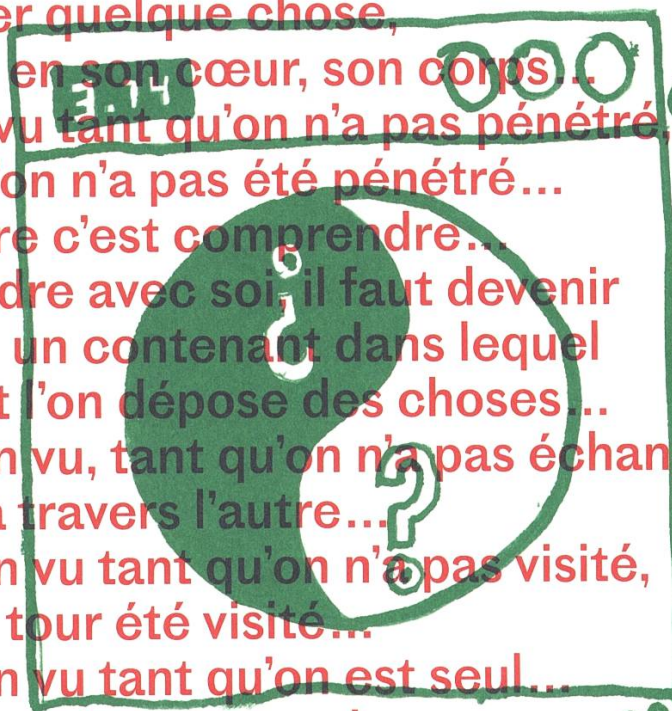 er quelque chose,
en son cœur, son corps...
vu tant qu'on n'a pas pénétré,
on n'a pas été pénétré...
re c'est comprendre...
dre avec soi, il faut devenir
un contenant dans lequel
t l'on dépose des choses...
n vu, tant qu'on n'a pas échan
à travers l'autre...
n vu tant qu'on n'a pas visité,
tour été visité...
n vu tant qu'on est seul...
¿
?